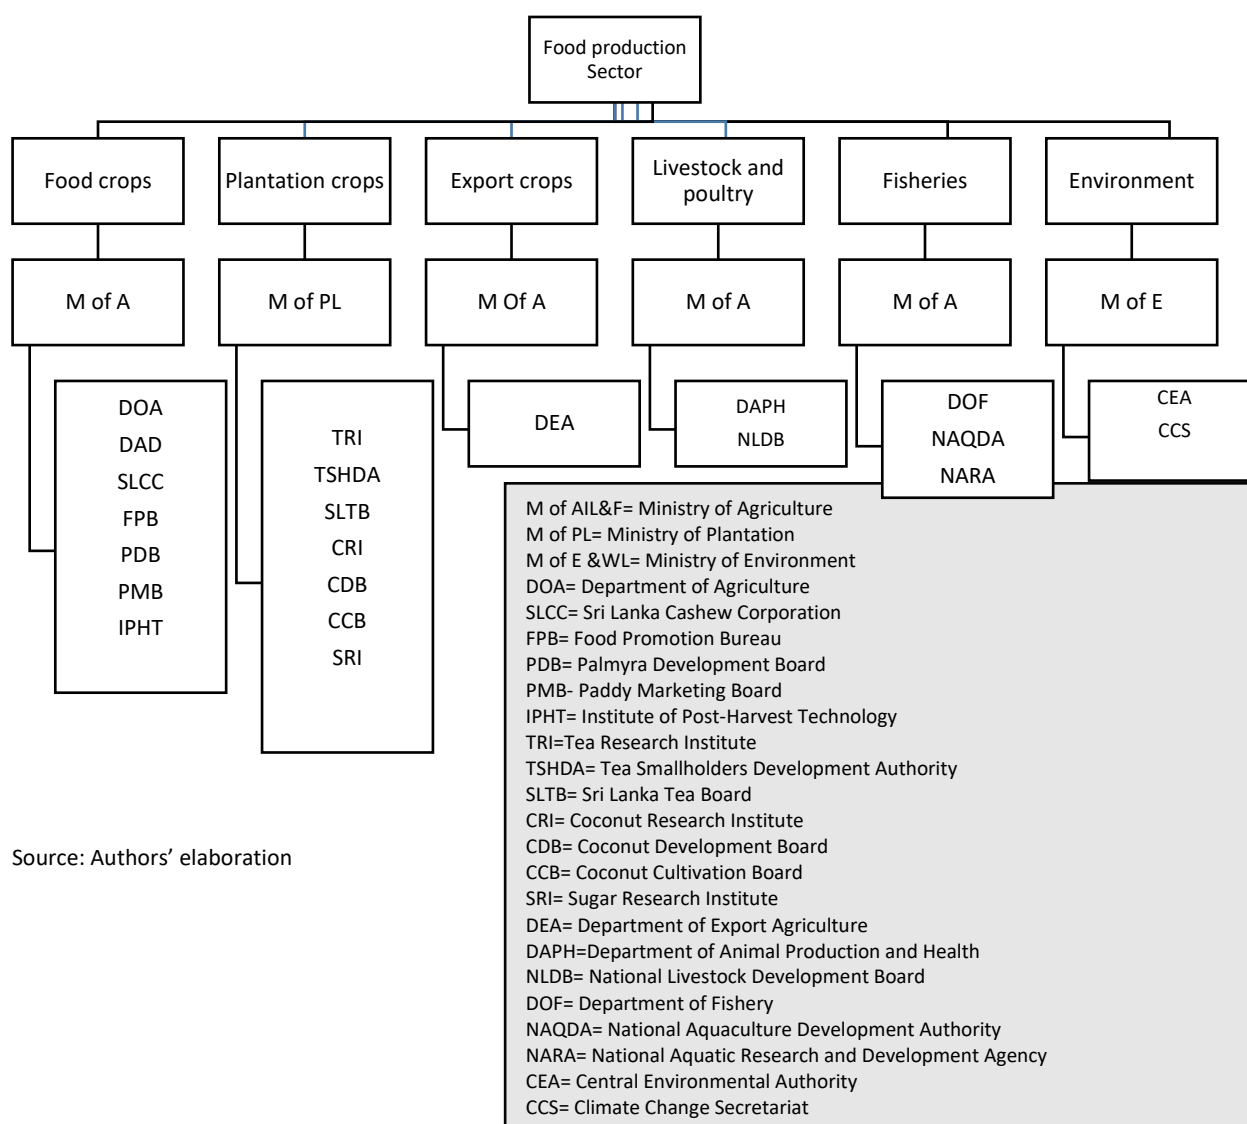 Food production
Sector
Food crops
Plantation crops
Export crops
Livestock and
poultry
Fisheries
Environment
M of A
M of PL
M Of A
M of A
M of A
M of E
DOA
DAD
SLCC
FPB
PDB
PMB
IPHT
TRI
TSHDA
SLTB
CRI
CDB
CCB
SRI
DEA
DAPH
NLDB
DOF
NAQDA
NARA
CEA
CCS
M of AIL&F= Ministry of Agriculture
M of PL= Ministry of Plantation
M of E &WL= Ministry of Environment
DOA= Department of Agriculture
SLCC= Sri Lanka Cashew Corporation
FPB= Food Promotion Bureau
PDB= Palmyra Development Board
PMB- Paddy Marketing Board
IPHT= Institute of Post-Harvest Technology
TRI=Tea Research Institute
TSHDA= Tea Smallholders Development Authority
SLTB= Sri Lanka Tea Board
CRI= Coconut Research Institute
CDB= Coconut Development Board
CCB= Coconut Cultivation Board
SRI= Sugar Research Institute
DEA= Department of Export Agriculture
DAPH=Department of Animal Production and Health
NLDB= National Livestock Development Board
DOF= Department of Fishery
NAQDA= National Aquaculture Development Authority
NARA= National Aquatic Research and Development Agency
CEA= Central Environmental Authority
CCS= Climate Change Secretariat
Source: Authors’ elaboration